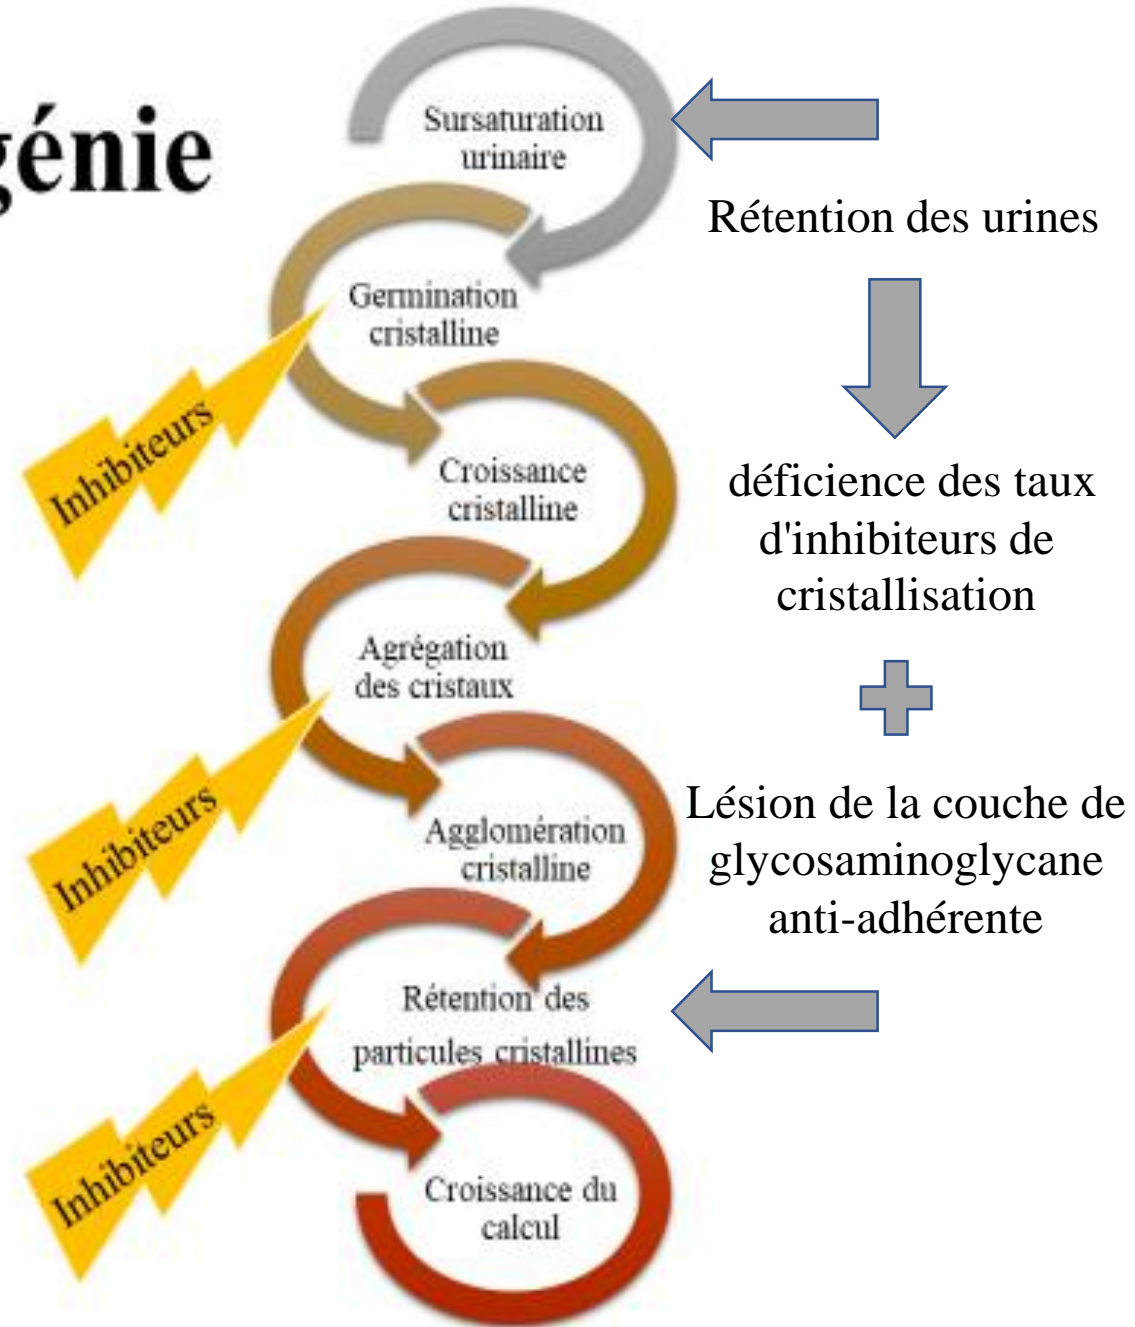 génie
Sursaturation
urinaire
Rétention des urines
Germination
cristalline
Inhibiteurs
Croissance
cristalline
déficience des taux
d'inhibiteurs de
cristallisation
Agrégation
des cristaux
Inhibiteurs
Agglomération
cristalline
Lésion de la couche de
glycosaminoglycane
anti-adhérente
Rétention des
particules cristallines
Inhibiteurs
Croissance du
calcul